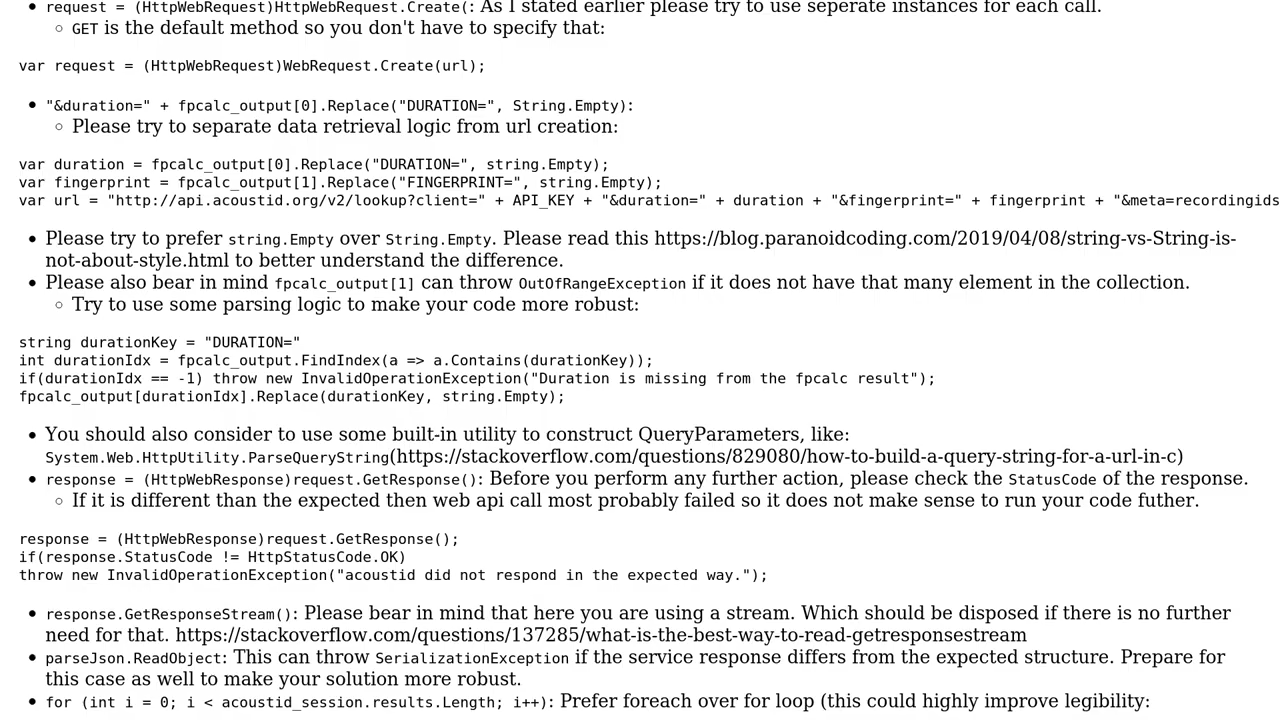 request = (HttpWebRequest)HttpWebRequest.Create(: As I stated earlier please try to use seperate instances for each call.
GET is the default method so you don't have to specify that:
var request = (HttpWebRequest)WebRequest.Create(url);
"&duration=" + fpcalc_output[0].Replace("DURATION=", String.Empty):
Please try to separate data retrieval logic from url creation:
var duration = fpcalc_output[0].Replace("DURATION=", string.Empty);
var fingerprint = fpcalc_output[1].Replace("FINGERPRINT=", string.Empty);
var url = "http://api.acoustid.org/v2/lookup?client=" + API_KEY + "&duration=" + duration + "&fingerprint=" + fingerprint + "&meta=recordingids
Please try to prefer string.Empty over String.Empty. Please read this https://blog.paranoidcoding.com/2019/04/08/string-vs-String-is-
not-about-style.html to better understand the difference.
Please also bear in mind fpcalc_output[1] can throw OutOfRangeException if it does not have that many element in the collection.
Try to use some parsing logic to make your code more robust:
string durationKey = "DURATION="
int durationIdx = fpcalc_output.FindIndex(a => a.Contains(durationKey));
if(durationIdx == -1) throw new InvalidOperationException("Duration is missing from the fpcalc result");
fpcalc_output[durationIdx].Replace(durationKey, string.Empty);
You should also consider to use some built-in utility to construct QueryParameters, like:
System.Web.HttpUtility.ParseQueryString(https://stackoverflow.com/questions/829080/how-to-build-a-query-string-for-a-url-in-c)
response = (HttpWebResponse)request.GetResponse(): Before you perform any further action, please check the StatusCode of the response.
If it is different than the expected then web api call most probably failed so it does not make sense to run your code futher.
response = (HttpWebResponse)request.GetResponse();
if(response.StatusCode != HttpStatusCode.OK)
throw new InvalidOperationException("acoustid did not respond in the expected way.");
response.GetResponseStream(): Please bear in mind that here you are using a stream. Which should be disposed if there is no further
need for that. https://stackoverflow.com/questions/137285/what-is-the-best-way-to-read-getresponsestream
parseJson.ReadObject: This can throw SerializationException if the service response differs from the expected structure. Prepare for
this case as well to make your solution more robust.
for (int i = 0; i < acoustid_session.results.Length; i++): Prefer foreach over for loop (this could highly improve legibility: